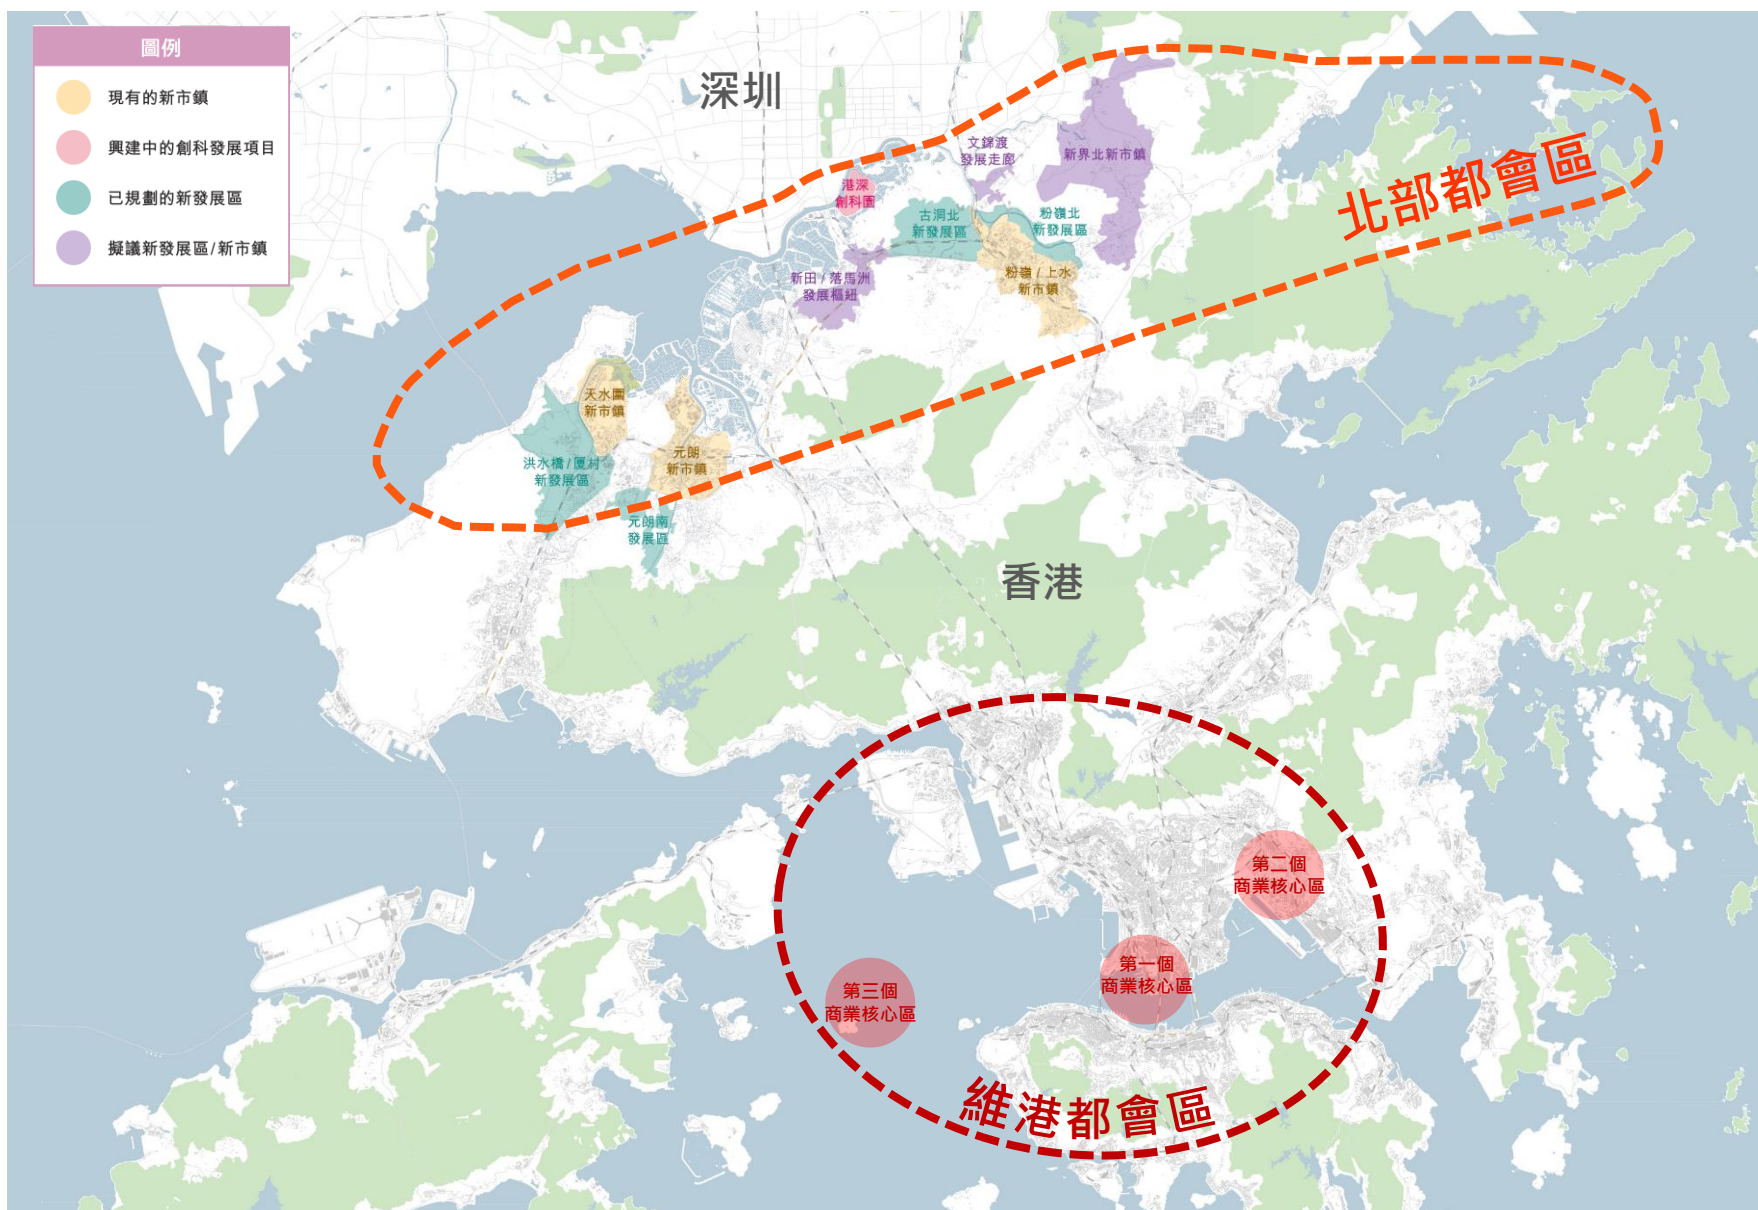 圖例
現有的新市鎮
興建中的創科發展項目
已規劃的新發展區
擬議新發展區/新市鎮
深圳
文錦渡
發展走廊
新界北新市鎮
北部都會區
港深
創科園
古洞北
新發展區
粉嶺北
新發展區
新田/落馬洲
發展樞紐
粉嶺/上水
新市鎮
天水圍
新市鎮
元朗
新市鎮
洪水橋/厦村
新發展區
元朗南
發展區
香港
第二個
商業核心區
第一個
商業核心區
第三個
商業核心區
維港都會區